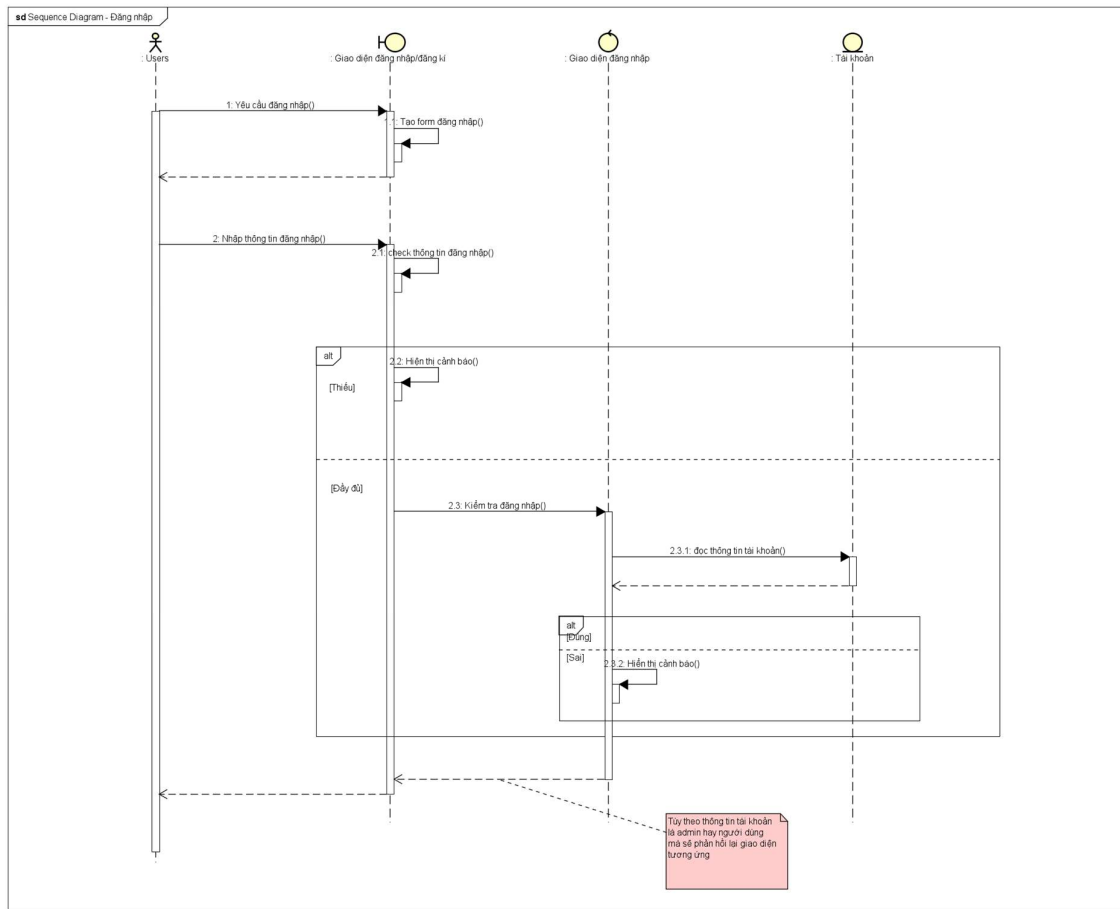 sd Sequence Diagram - Đăng nhập
: Users
: Giao diện đăng nhập/đăng kí
: Giao diện đăng nhập
: Tài khoản
1: Yêu cầu đăng nhập()
1.1: Tạo form đăng nhập()
2: Nhập thông tin đăng nhập()
2.1: check thông tin đăng nhập()
alt
2.2: Hiện thị cảnh báo()
[Thiếu]
[Đầy đủ]
2.3: Kiểm tra đăng nhập()
2.3.1: đọc thông tin tài khoản()
alt
[Đúng]
[Sai]
2.3.2: Hiển thị cảnh báo()
Tùy theo thông tin tài khoản
là admin hay người dùng
mà sẽ phản hồi lại giao diện
tương ứng